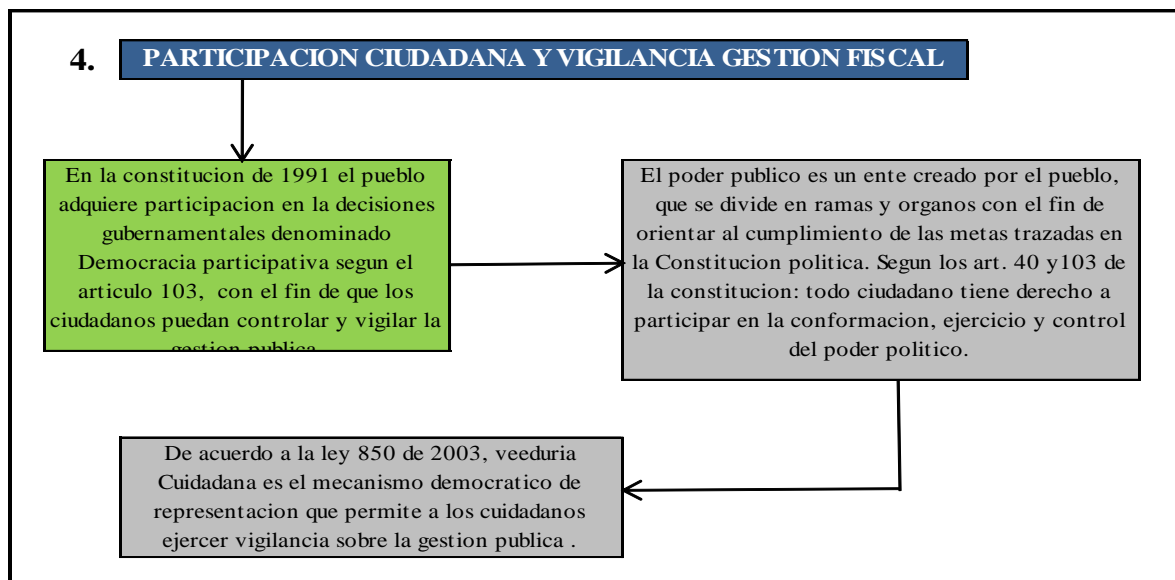 4. PARTICIPACION CIUDADANA Y VIGILANCIA GESTION FISCAL
En la constitucion de 1991 el pueblo
adquiere participacion en la decisiones
gubernamentales denominado
Democracia participativa segun el
articulo 103, con el fin de que los
ciudadanos puedan controlar y vigilar la
gestion publica
El poder publico es un ente creado por el pueblo,
que se divide en ramas y organos con el fin de
orientar al cumplimiento de las metas trazadas en
la Constitucion politica. Segun los art. 40 y103 de
la constitucion: todo ciudadano tiene derecho a
participar en la conformacion, ejercicio y control
del poder politico.
De acuerdo a la ley 850 de 2003, veeduria
Cuidadana es el mecanismo democratico de
representacion que permite a los cuidadanos
ejercer vigilancia sobre la gestion publica .